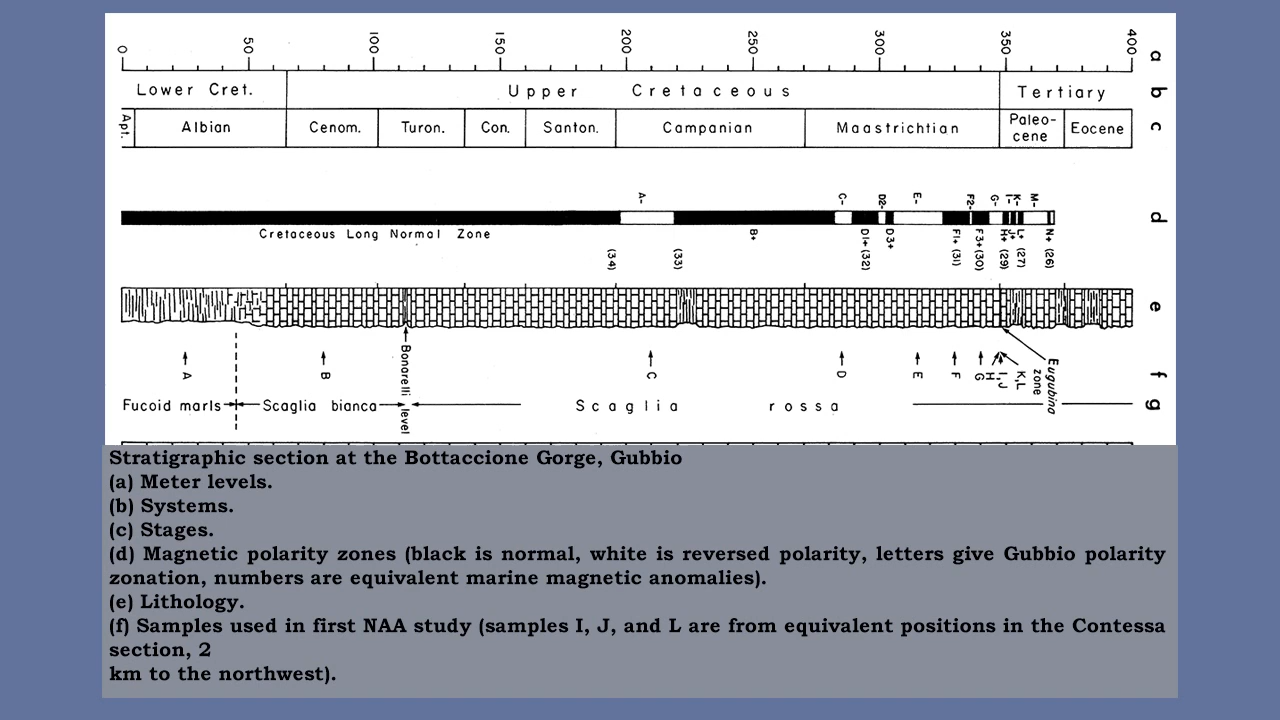 0 50 100 150 200 250 300 350 400 a
Lower Cret. Upper Cretaceous Tertiary b
Apt. Albian Cenom. Turon. Con. Santon. Campanian Maastrichtian Paleo-cene Eocene c
A- C- D2- E- F2- G- I- K- M-
d
Cretaceous Long Normal Zone (34) (33) B+ D1+ (32) D3+ F1+ (31) F3+ (30) H+ (29) J+ L+ (27) N+ (26)
e
A B Bonarelli level C D E F G H I,J K,L Eugubina zone f
Fucoid marls Scaglia bianca Scaglia rossa g
Stratigraphic section at the Bottaccione Gorge, Gubbio
(a) Meter levels.
(b) Systems.
(c) Stages.
(d) Magnetic polarity zones (black is normal, white is reversed polarity, letters give Gubbio polarity
zonation, numbers are equivalent marine magnetic anomalies).
(e) Lithology.
(f) Samples used in first NAA study (samples I, J, and L are from equivalent positions in the Contessa
section, 2
km to the northwest).